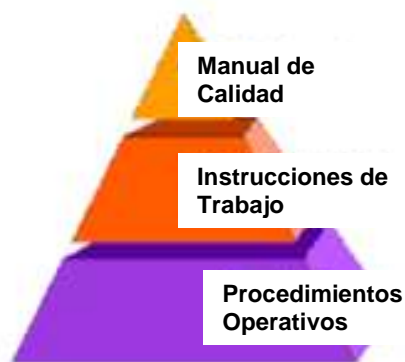 Manual de
Calidad
Instrucciones de
Trabajo
Procedimientos
Operativos